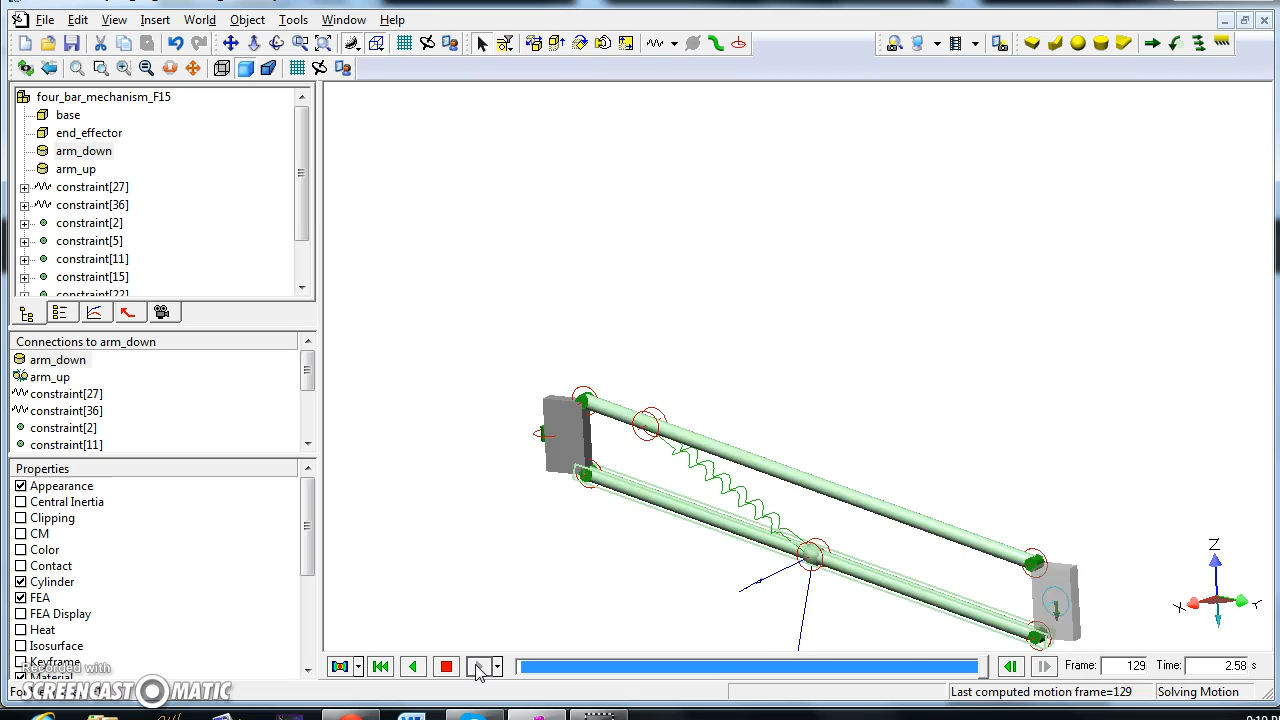 File Edit View Insert World Object Tools Window Help
four_bar_mechanism_F15
base
end_effector
arm_down
arm_up
constraint[27]
constraint[36]
constraint[2]
constraint[5]
constraint[11]
constraint[15]
constraint[22]
Connections to arm_down
arm_down
arm_up
constraint[27]
constraint[36]
constraint[2]
constraint[11]
Properties
Appearance
Central Inertia
Clipping
CM
Color
Contact
Cylinder
FEA
FEA Display
Heat
Isosurface
Keyframe
Material
Z
X
Y
Frame: 129 Time: 2.58 s
Last computed motion frame=129 Solving Motion
Recorded with
SCREENCAST MATIC